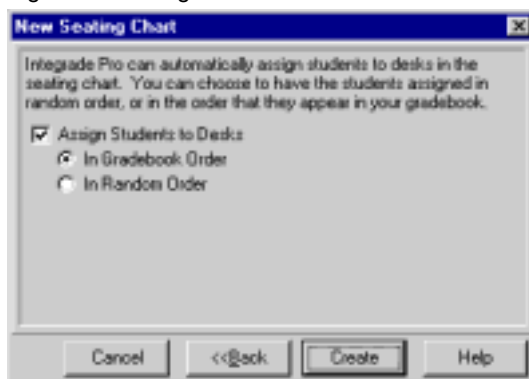 New Seating Chart
Integrade Pro can automatically assign students to desks in the
seating chart. You can choose to have the students assigned in
random order, or in the order that they appear in your gradebook.
Assign Students to Desks
In Gradebook Order
In Random Order
Cancel <<Back Create Help